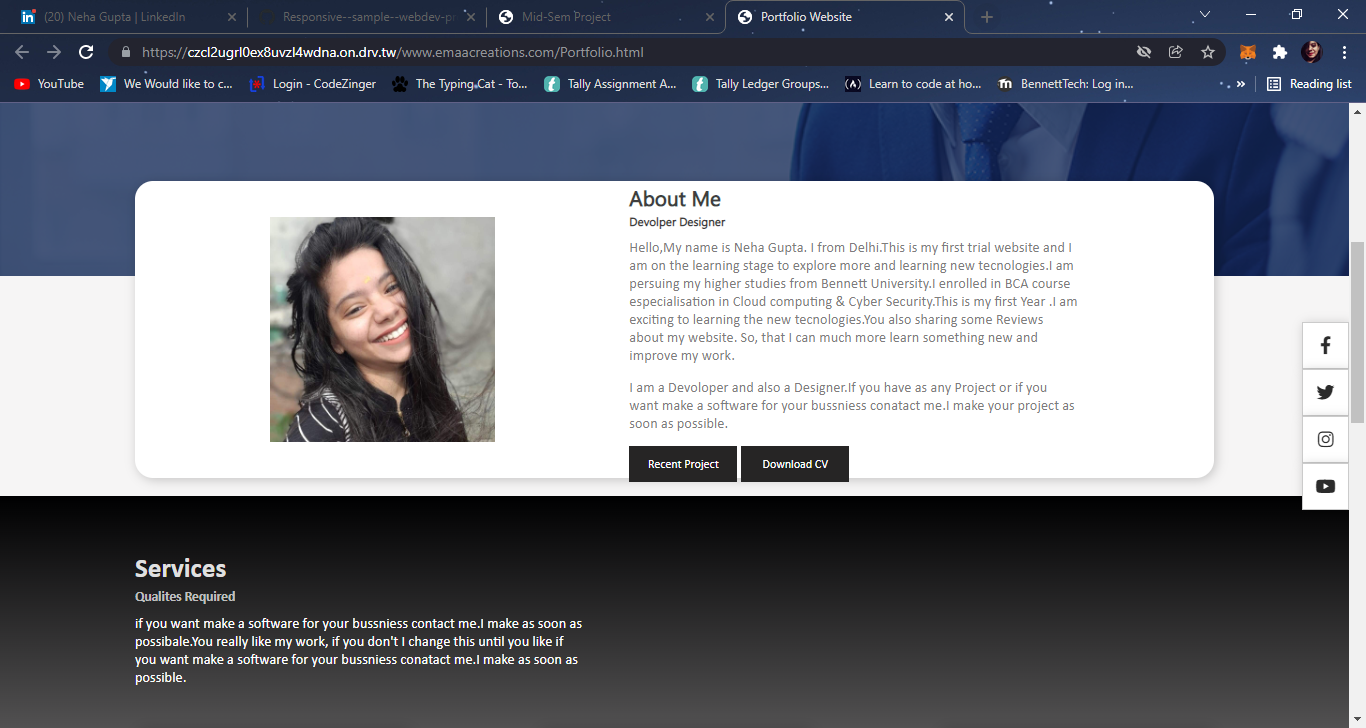 (20) Neha Gupta | LinkedIn
Responsive--sample--webdev-pr
Mid-Sem Project
Portfolio Website
https://czcl2ugrl0ex8uvzl4wdna.on.drv.tw/www.emaacreations.com/Portfolio.html
YouTube
We Would like to c...
Login - CodeZinger
The Typing Cat - To...
Tally Assignment A...
Tally Ledger Groups...
Learn to code at ho...
BennettTech: Log in...
»
Reading list
About Me
Devolper Designer
Hello,My name is Neha Gupta. I from Delhi.This is my first trial website and I
am on the learning stage to explore more and learning new tecnologies.I am
persuing my higher studies from Bennett University.I enrolled in BCA course
especialisation in Cloud computing & Cyber Security.This is my first Year .I am
exciting to learning the new tecnologies.You also sharing some Reviews
about my website. So, that I can much more learn something new and
improve my work.
I am a Devoloper and also a Designer.If you have as any Project or if you
want make a software for your bussniess conatact me.I make your project as
soon as possible.
Recent Project
Download CV
Services
Qualites Required
if you want make a software for your bussniess contact me.I make as soon as
possibale.You really like my work, if you don't I change this until you like if
you want make a software for your bussniess conatact me.I make as soon as
possible.